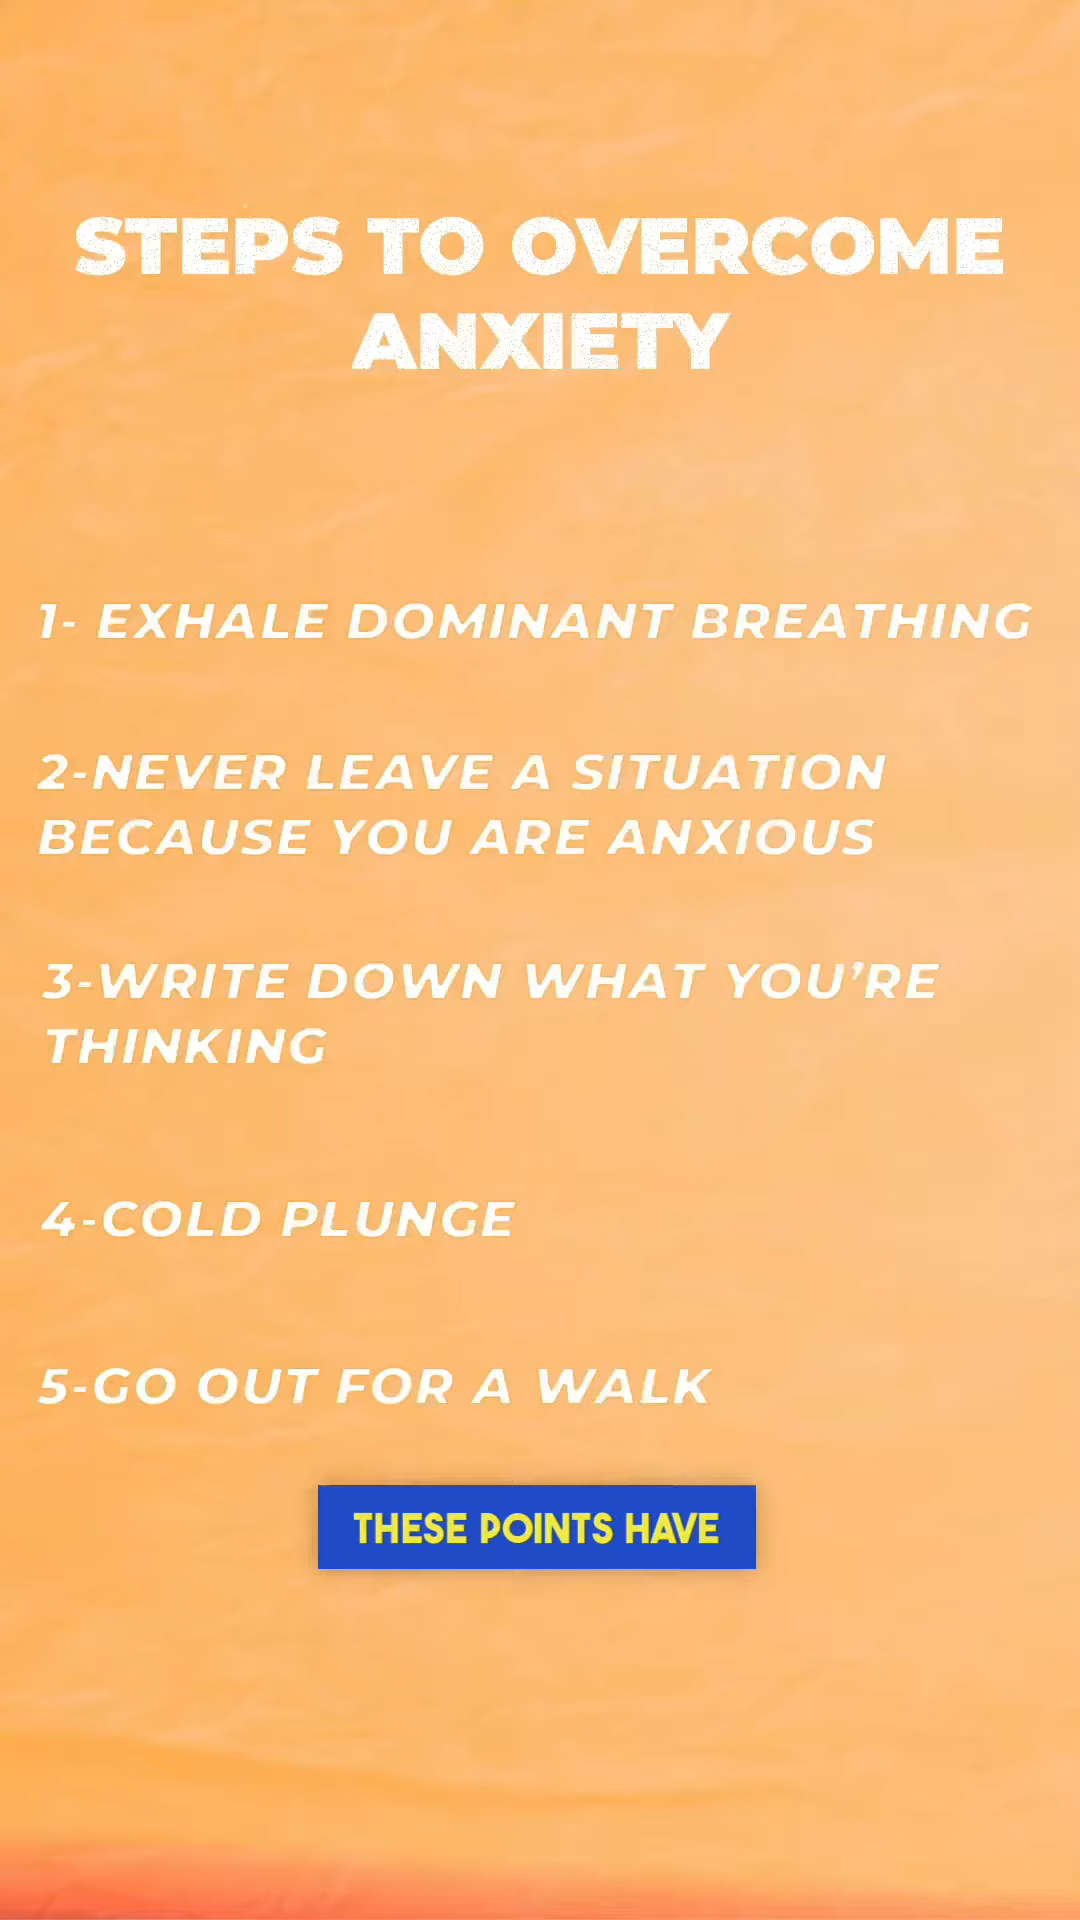 STEPS TO OVERCOME
ANXIETY
1- EXHALE DOMINANT BREATHING
2-NEVER LEAVE A SITUATION
BECAUSE YOU ARE ANXIOUS
3-WRITE DOWN WHAT YOU’RE
THINKING
4-COLD PLUNGE
5-GO OUT FOR A WALK
THESE POINTS HAVE